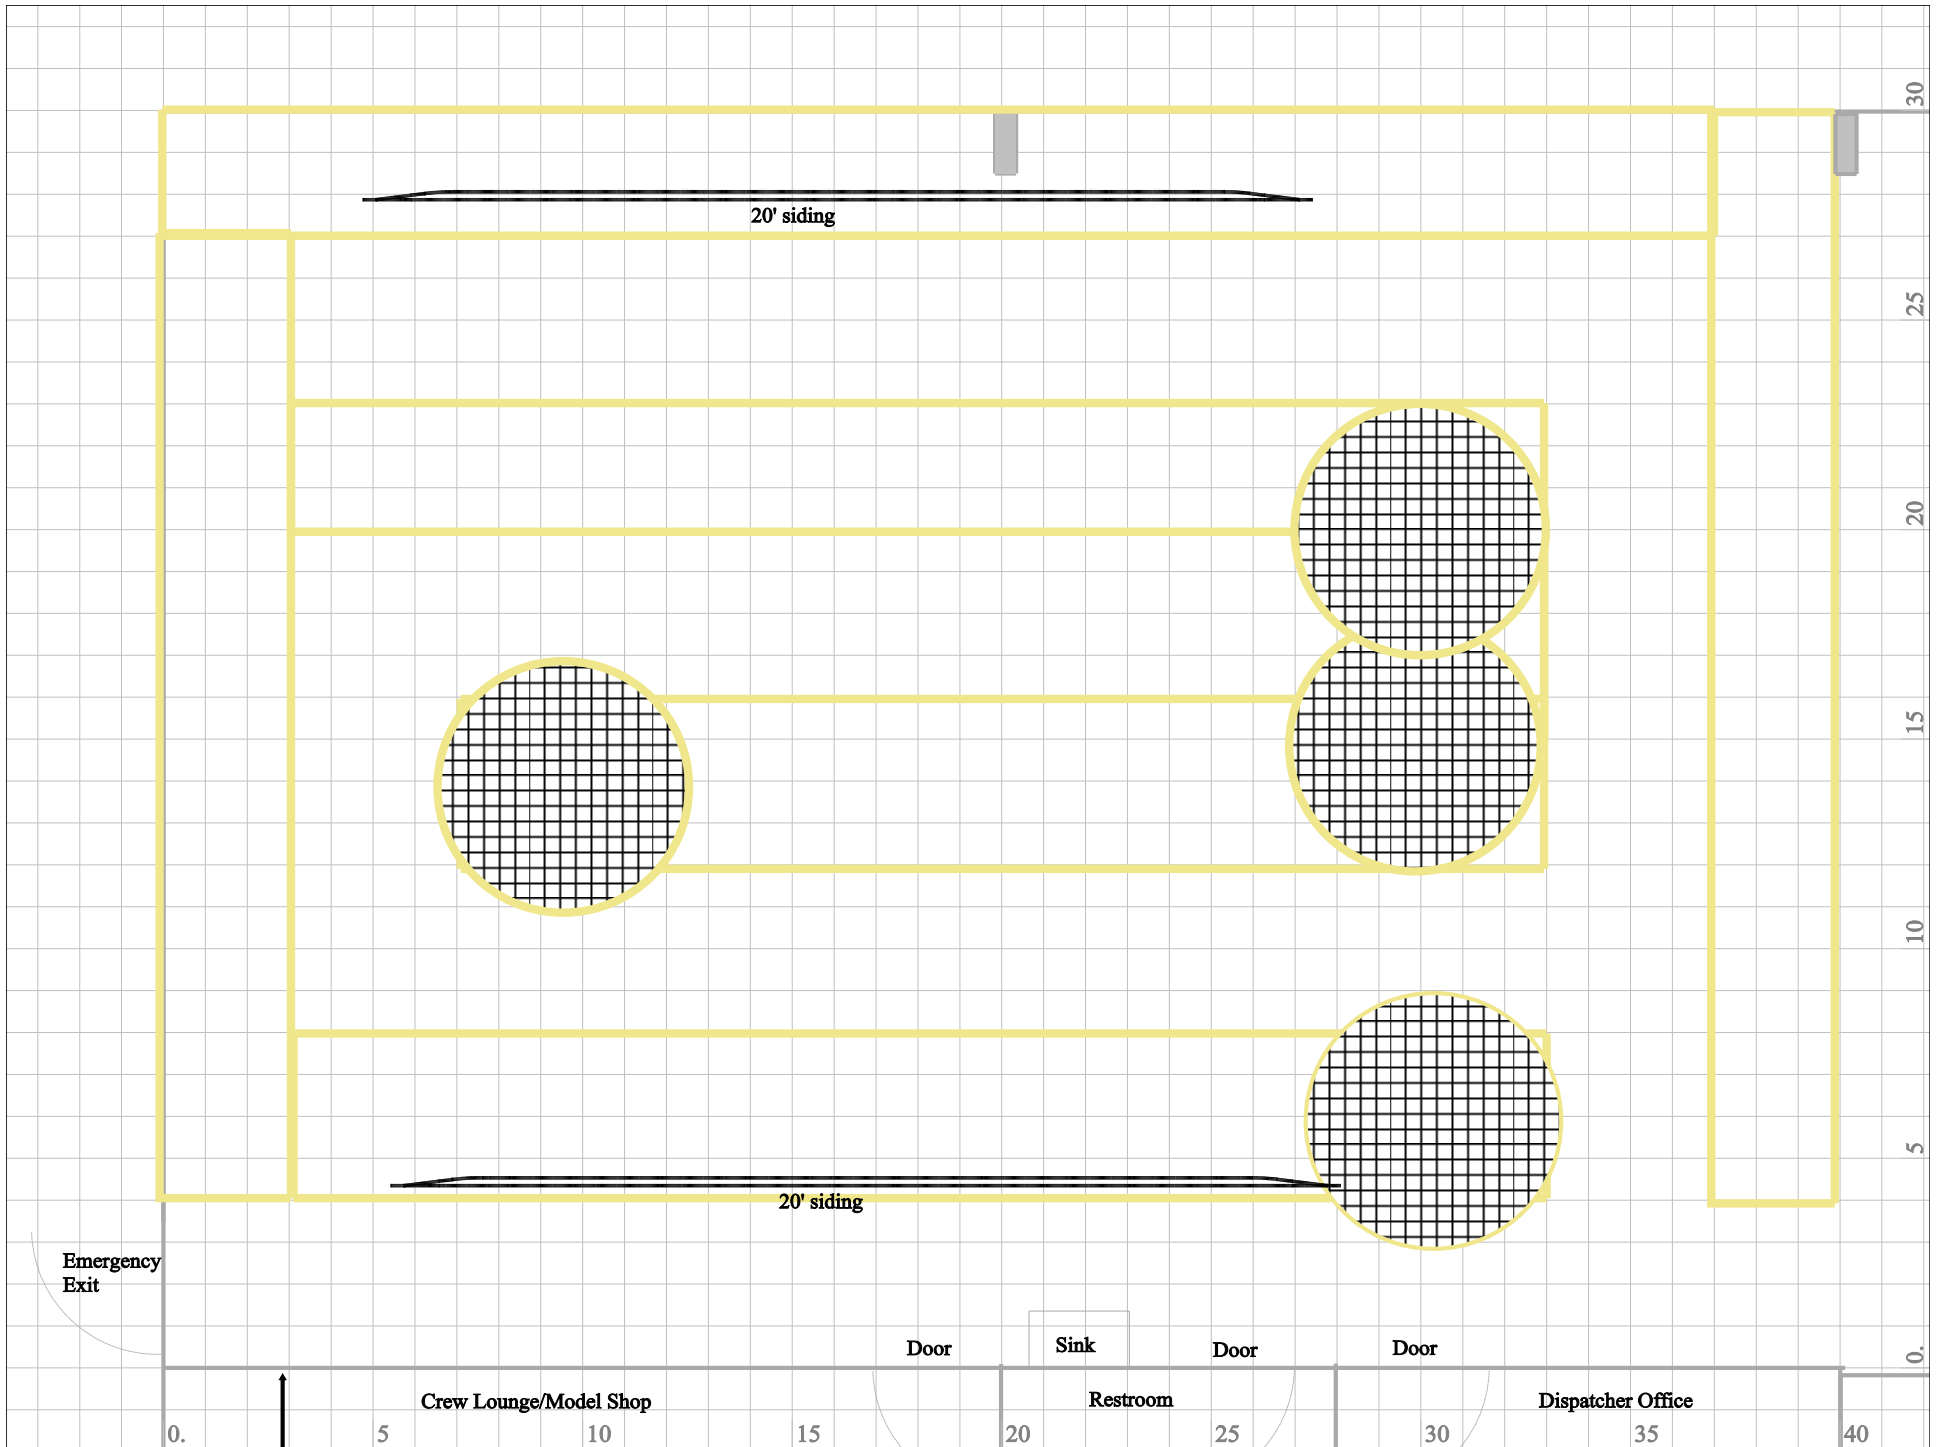 30
20' siding
25
20
15
10
5
20' siding
Emergency
Exit
Door
Sink
Door
Door
0.
Crew Lounge/Model Shop
Restroom
Dispatcher Office
0.
5
10
15
20
25
30
35
40